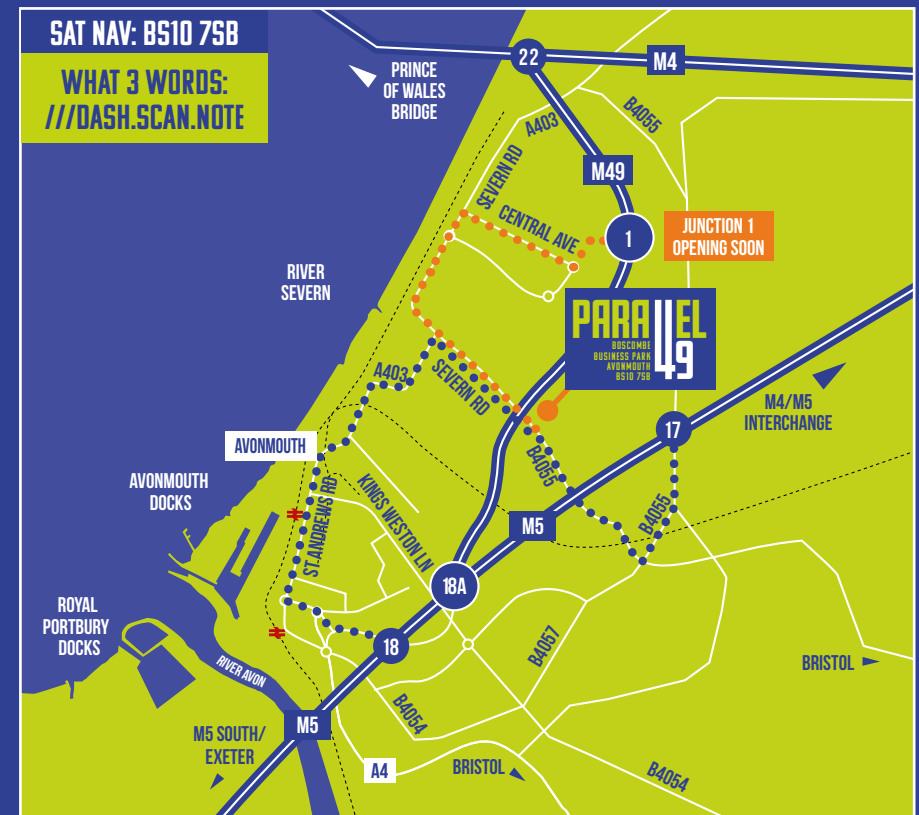 SAT NAV: BS10 7SB
WHAT 3 WORDS:
///DASH.SCAN.NOTE
PRINCE
OF WALES
BRIDGE
22
M4
A403
B4055
SEVERN RD
M49
CENTRAL AVE
1
JUNCTION 1
OPENING SOON
RIVER
SEVERN
PARALLEL
49
BOSCOMBE
BUSINESS PARK
AVONMOUTH
BS10 7SB
A403
SEVERN RD
M4/M5
INTERCHANGE
17
AVONMOUTH
B4055
AVONMOUTH
DOCKS
ST ANDREWS RD
KINGS WESTON LN
M5
B4055
18A
ROYAL
PORTBURY
DOCKS
18
B4057
RIVER AVON
BRISTOL
B4054
M5
M5 SOUTH/
EXETER
A4
BRISTOL
B4054